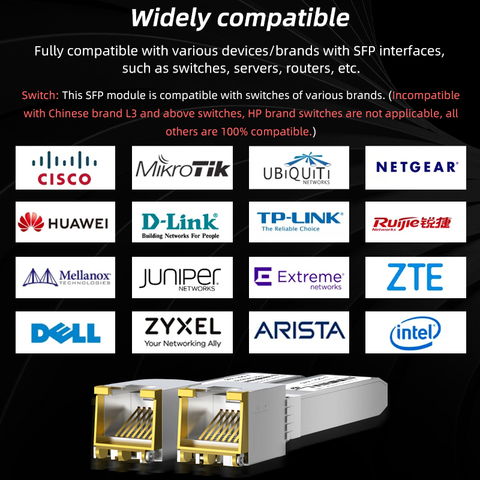 Widely compatible
Fully compatible with various devices/brands with SFP interfaces,
such as switches, servers, routers, etc.
Switch: This SFP module is compatible with switches of various brands. (Incompatible
with Chinese brand L3 and above switches, HP brand switches are not applicable, all
others are 100% compatible.)
CISCO
MikroTik
UBiQUiTi
NETWORKS
NETGEAR
HUAWEI
D-Link
Building Networks For People
TP-LINK
The Reliable Choice
Ruijie锐捷
Mellanox
TECHNOLOGIES
JUNIPER
NETWORKS
Extreme
networks
ZTE
DELL
ZYXEL
Your Networking Ally
ARISTA
intel